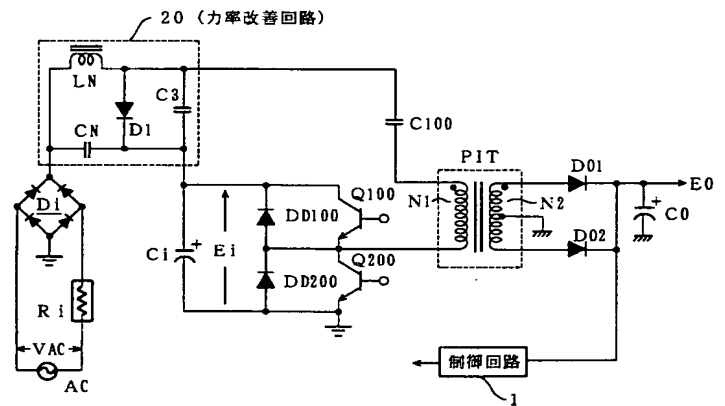 20 (力率改善回路)
LN
C3
D1
CN
C100
PIT
D01
E0
Di
Q100
N1
N2
C0
DD100
Ci
Ei
Q200
D02
DD200
Ri
VAC
AC
制御回路
1